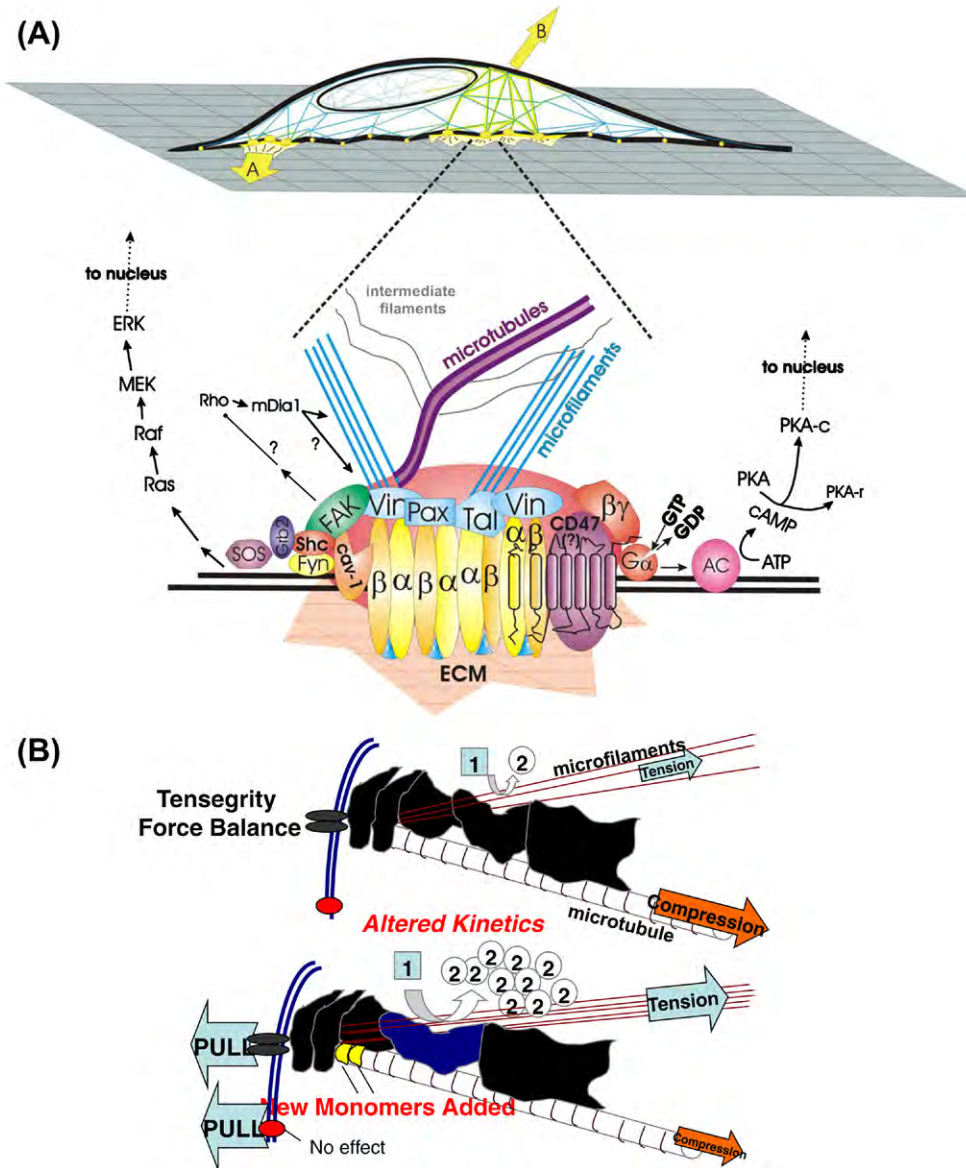 (A)
B
A
to nucleus
ERK
MEK
Raf
Ras
Rho
mDia1
?
?
intermediate
filaments
microtubules
microfilaments
to nucleus
PKA-c
PKA
PKA-r
CAMP
ATP
GTP
GDP
SOS
Grb2
Shc
Fyn
FAK
cav-1
Vin
Pax
Tal
Vin
CD47
(?)
βγ
Gα
AC
β α β α α β
α β
ECM
(B)
Tensegrity
Force Balance
1
2
microfilaments
Tension
Compression
microtubule
Altered Kinetics
1
2 2 2 2 2 2 2 2 2 2
Tension
PULL
New Monomers Added
PULL
No effect
Compression